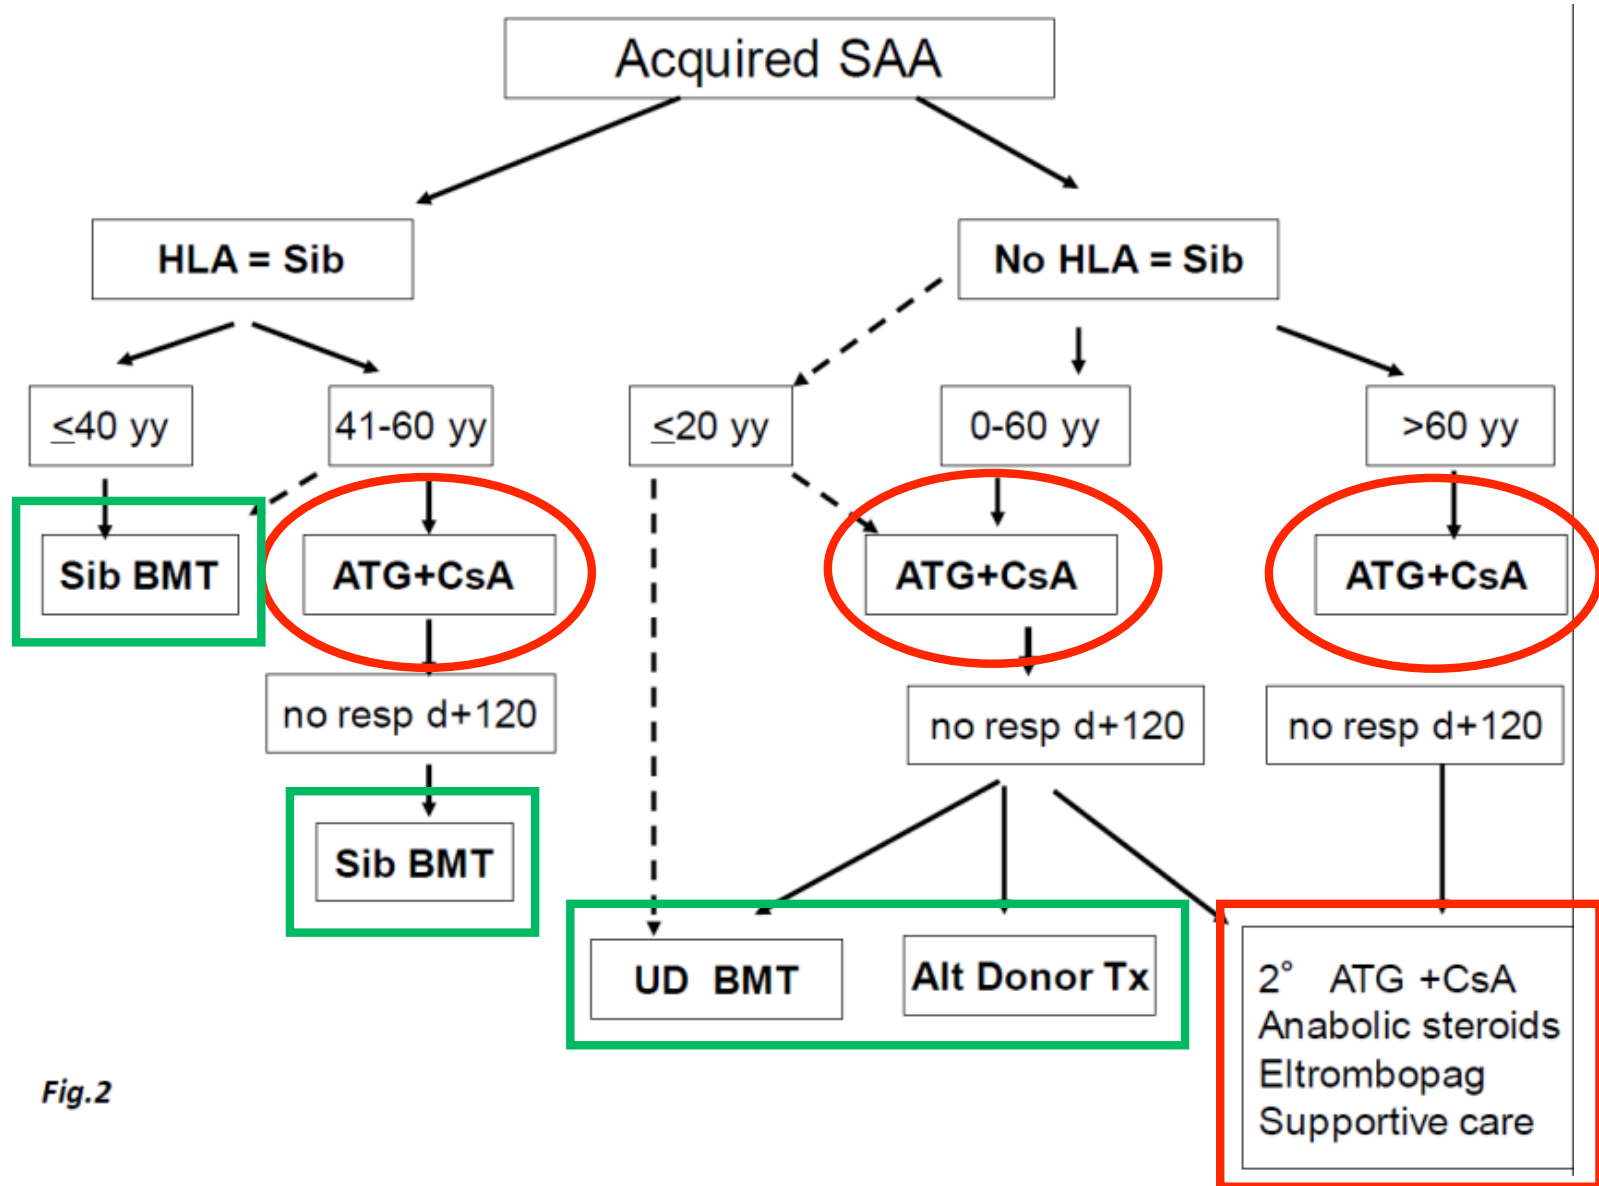 Acquired SAA
HLA = Sib
No HLA = Sib
≤40 yy
41-60 yy
≤20 yy
0-60 yy
>60 yy
Sib BMT
ATG+CsA
ATG+CsA
ATG+CsA
no resp d+120
no resp d+120
no resp d+120
Sib BMT
UD BMT
Alt Donor Tx
2° ATG +CsA
Anabolic steroids
Eltrombopag
Supportive care
Fig.2